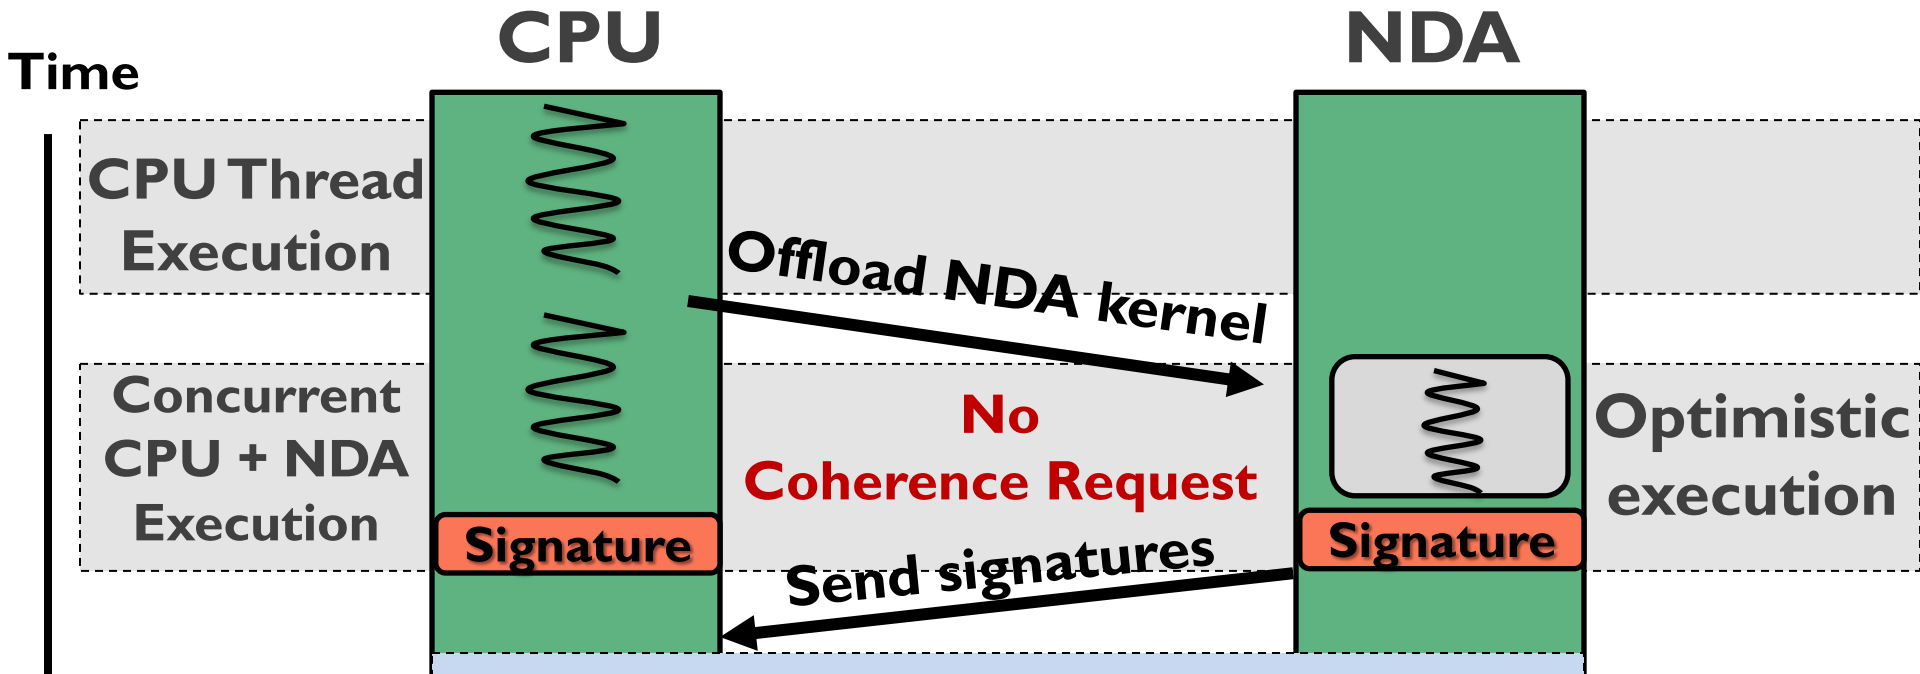 CPU
NDA
Time
CPU Thread
Execution
Offload NDA kernel
Concurrent
CPU + NDA
Execution
No
Coherence Request
Optimistic
execution
Signature
Signature
Send signatures